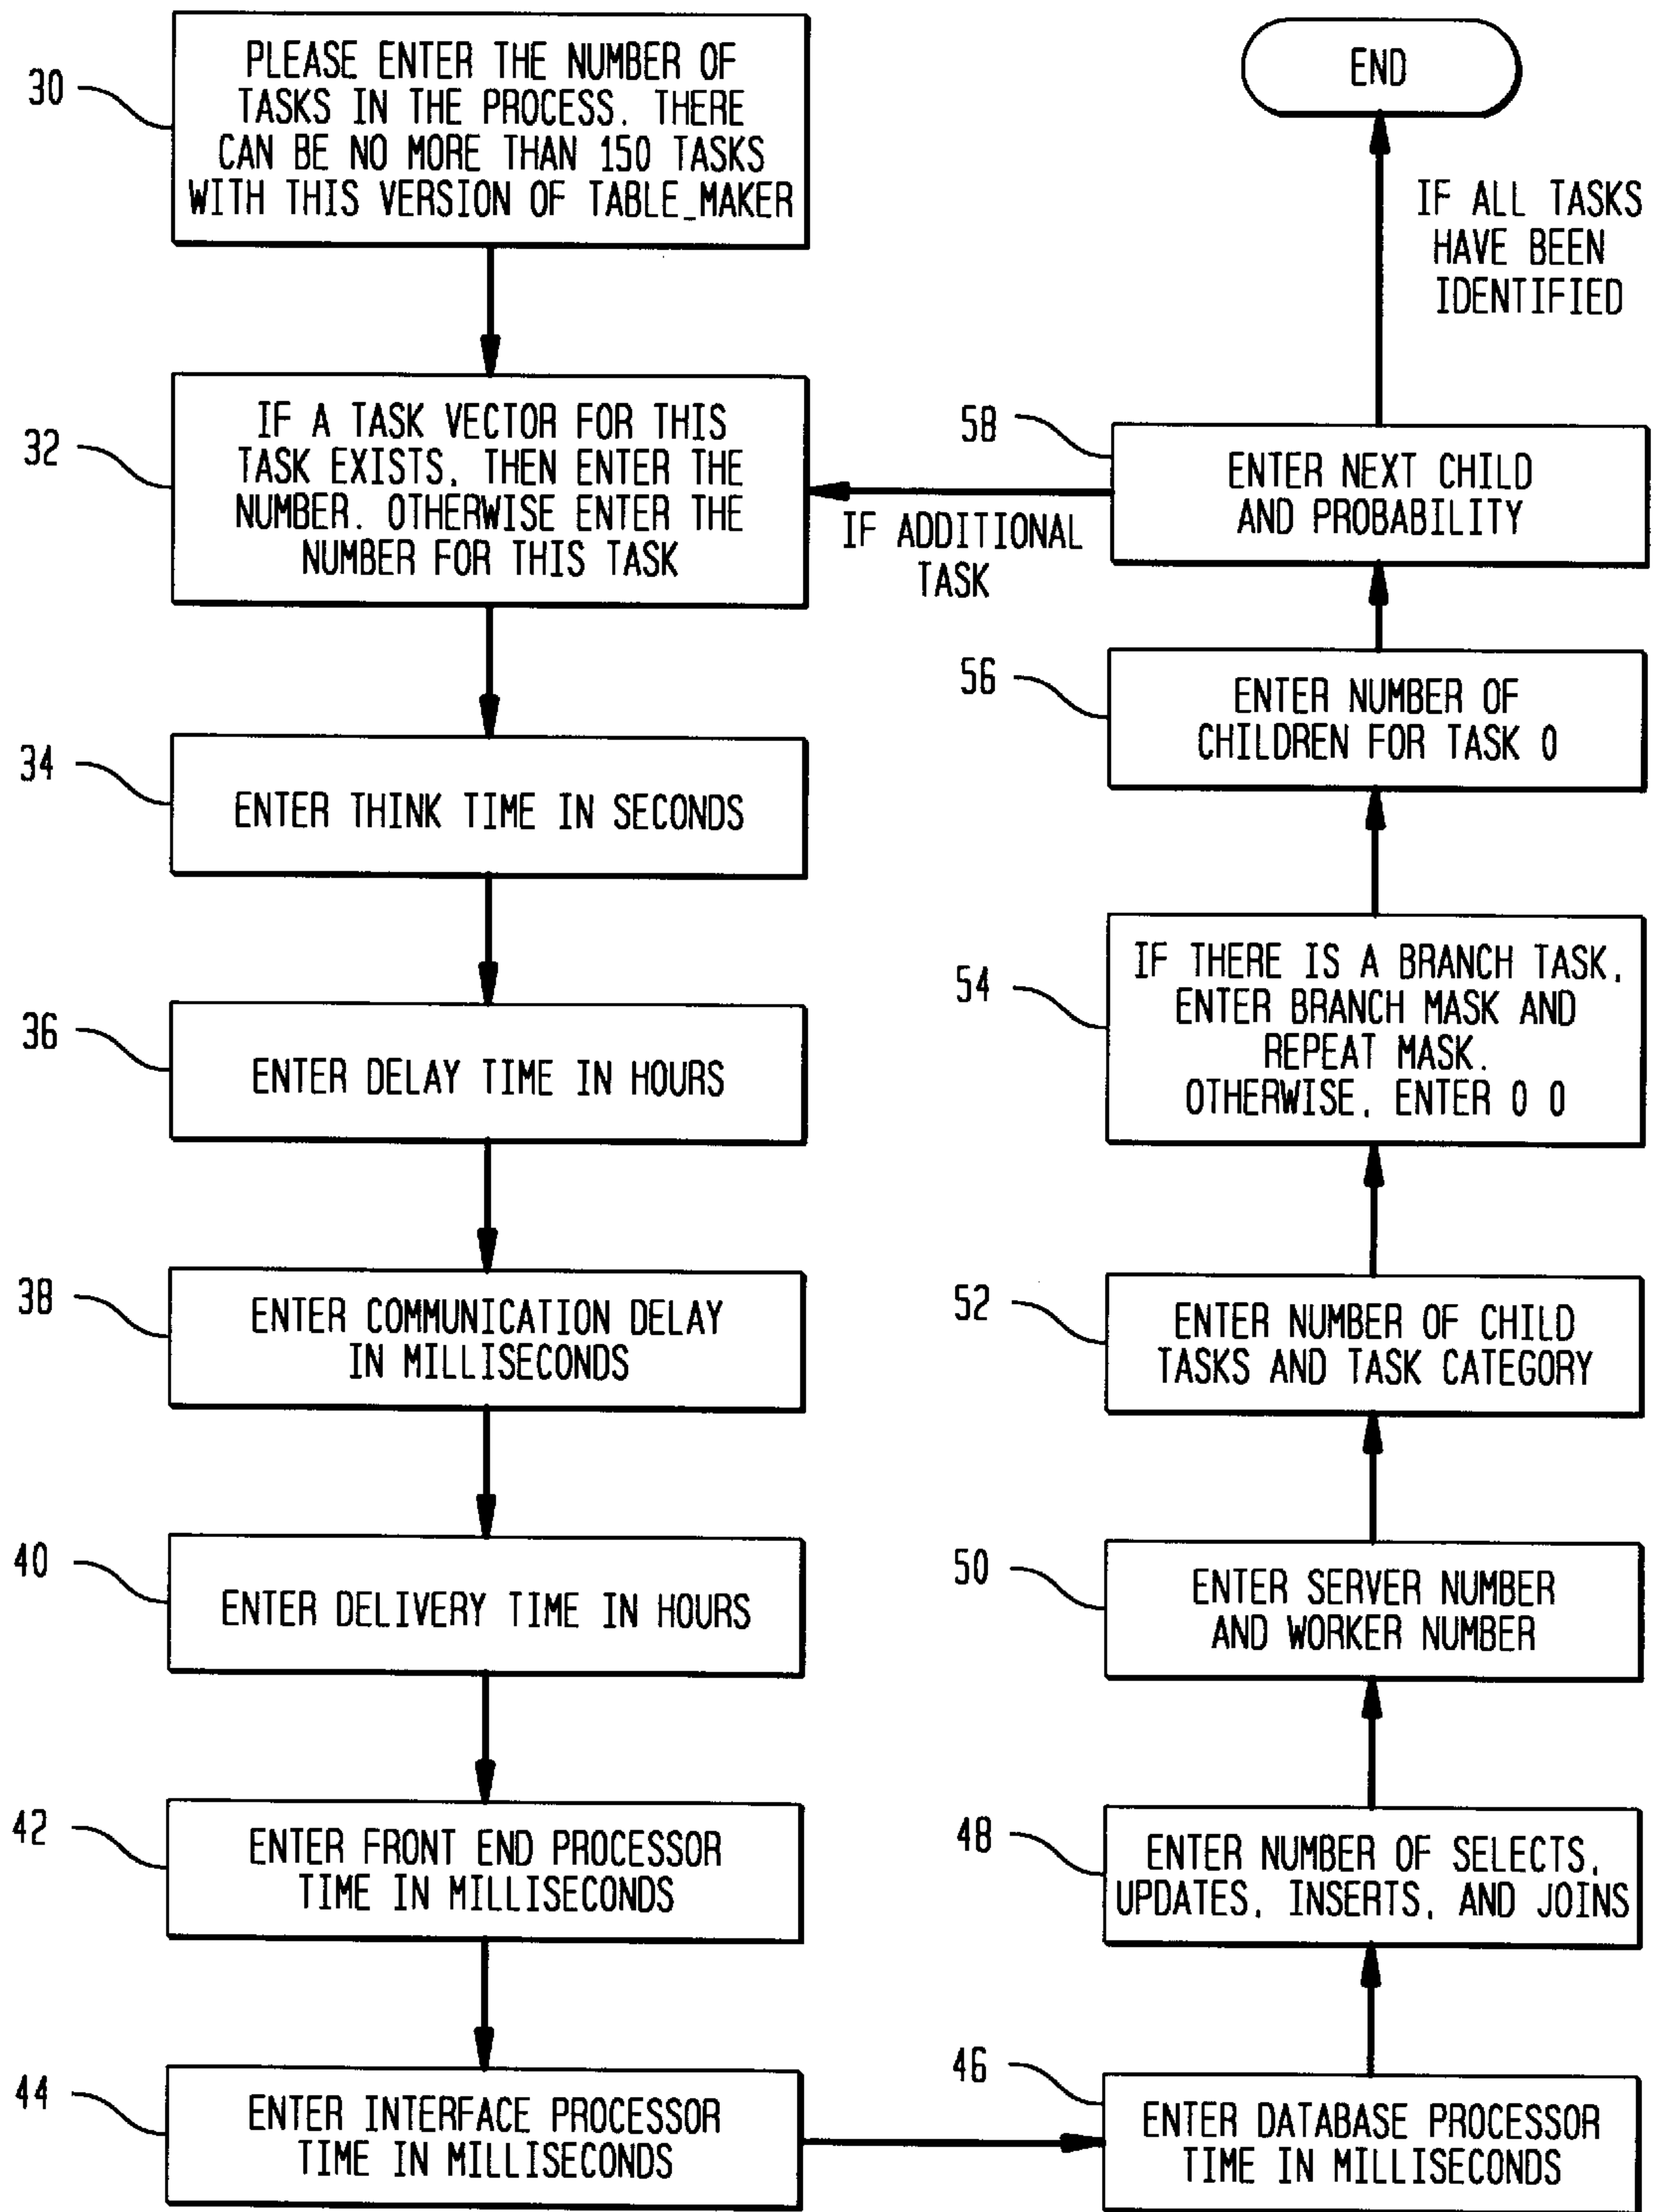 30
PLEASE ENTER THE NUMBER OF
TASKS IN THE PROCESS. THERE
CAN BE NO MORE THAN 150 TASKS
WITH THIS VERSION OF TABLE_MAKER
32
IF A TASK VECTOR FOR THIS
TASK EXISTS, THEN ENTER THE
NUMBER. OTHERWISE ENTER THE
NUMBER FOR THIS TASK
34
ENTER THINK TIME IN SECONDS
36
ENTER DELAY TIME IN HOURS
38
ENTER COMMUNICATION DELAY
IN MILLISECONDS
40
ENTER DELIVERY TIME IN HOURS
42
ENTER FRONT END PROCESSOR
TIME IN MILLISECONDS
44
ENTER INTERFACE PROCESSOR
TIME IN MILLISECONDS
46
ENTER DATABASE PROCESSOR
TIME IN MILLISECONDS
48
ENTER NUMBER OF SELECTS,
UPDATES, INSERTS, AND JOINS
50
ENTER SERVER NUMBER
AND WORKER NUMBER
52
ENTER NUMBER OF CHILD
TASKS AND TASK CATEGORY
54
IF THERE IS A BRANCH TASK,
ENTER BRANCH MASK AND
REPEAT MASK.
OTHERWISE, ENTER 0 0
56
ENTER NUMBER OF
CHILDREN FOR TASK 0
58
ENTER NEXT CHILD
AND PROBABILITY
IF ADDITIONAL
TASK
IF ALL TASKS
HAVE BEEN
IDENTIFIED
END